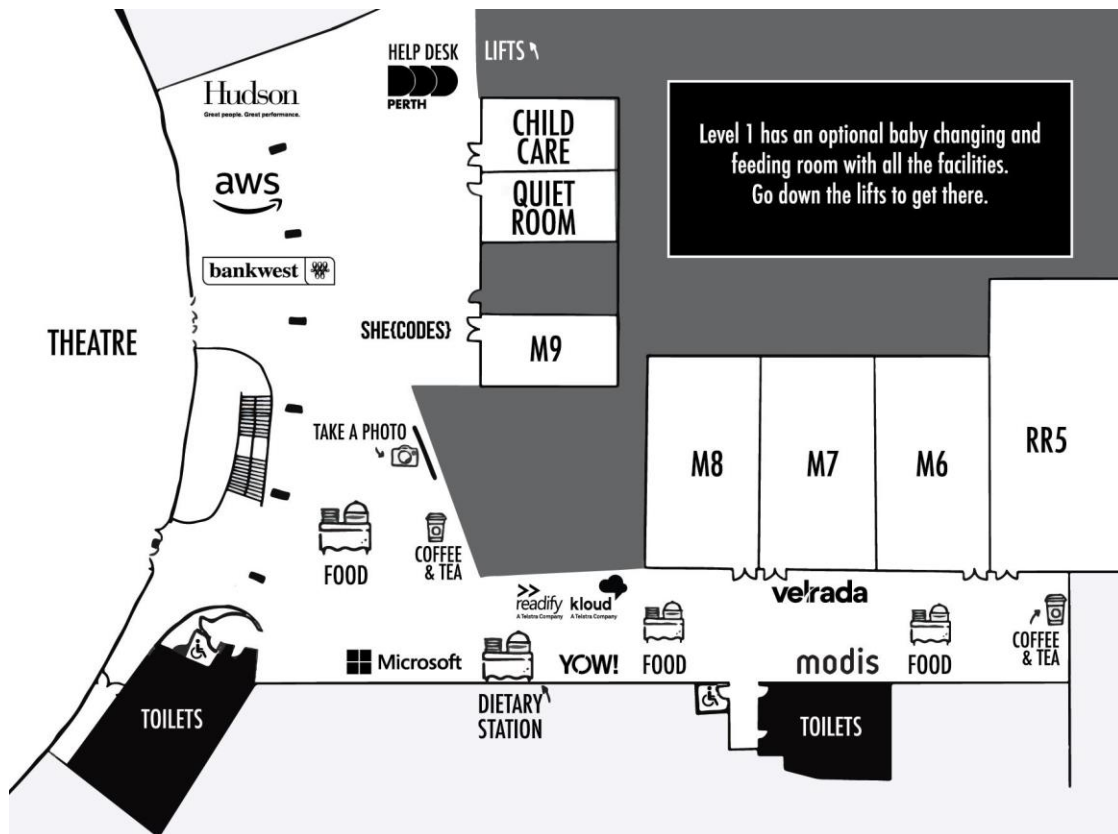 HELP DESK
DDD
PERTH
LIFTS
Hudson
Great people. Great performance.
CHILD
CARE
Level 1 has an optional baby changing and
feeding room with all the facilities.
Go down the lifts to get there.
aws
QUIET
ROOM
bankwest
THEATRE
SHE{CODES}
M9
TAKE A PHOTO
M8
M7
M6
RR5
FOOD
COFFEE
& TEA
readify
A Telstra Company
kloud
A Telstra Company
velrada
Microsoft
YOW!
FOOD
modis
FOOD
COFFEE
& TEA
DIETARY
STATION
TOILETS
TOILETS